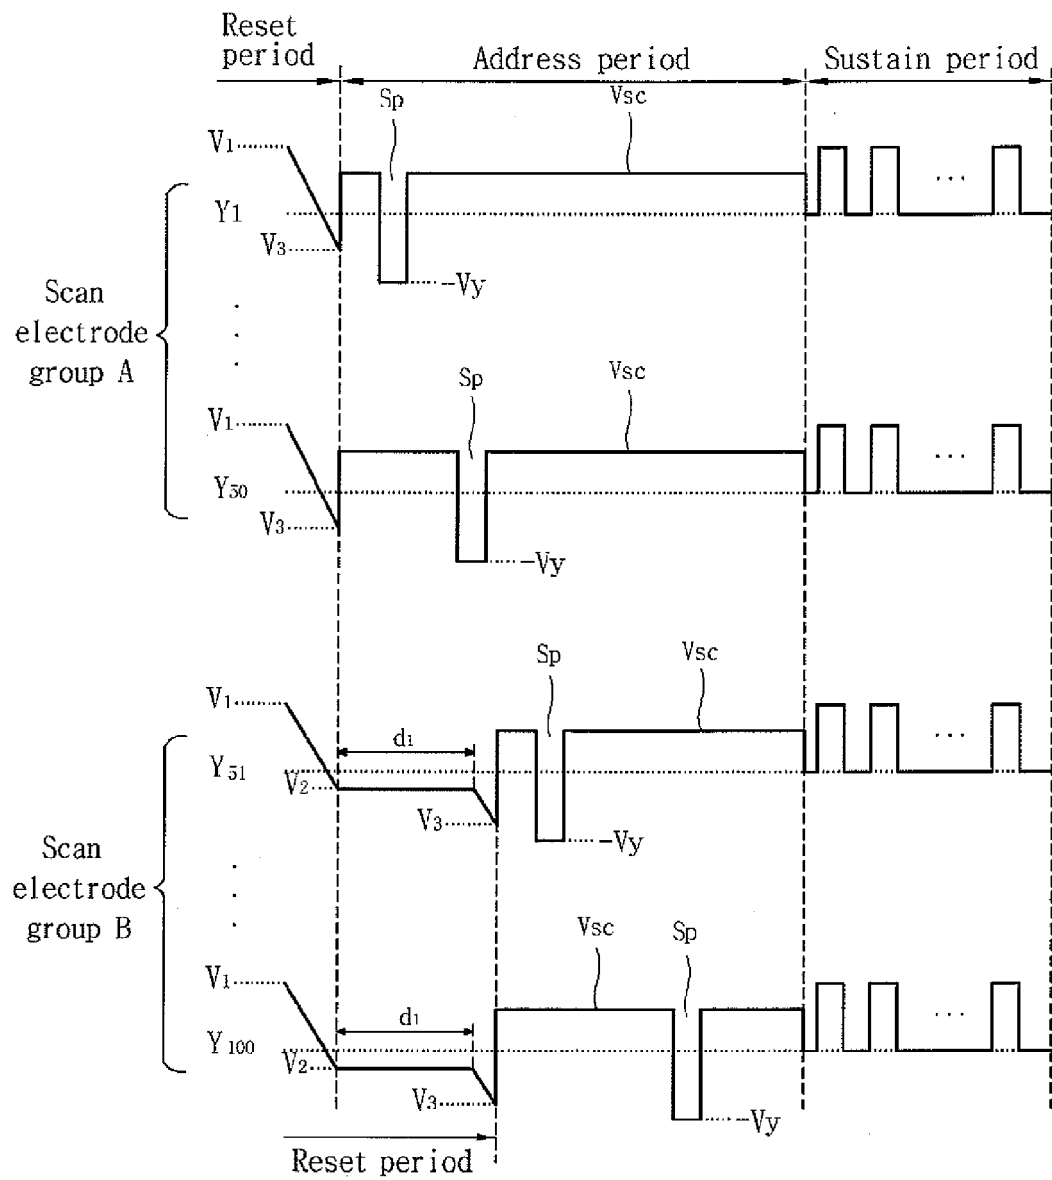 Reset
period
Address period
Sustain period
Sp
Vsc
V1
Y1
V3
-Vy
Scan
electrode
group A
.
.
.
Sp
Vsc
V1
Y50
V3
-Vy
...
...
Sp
Vsc
V1
d1
Y51
V2
V3
-Vy
...
Scan
electrode
group B
.
.
.
Vsc
Sp
V1
d1
Y100
V2
V3
-Vy
...
Reset period